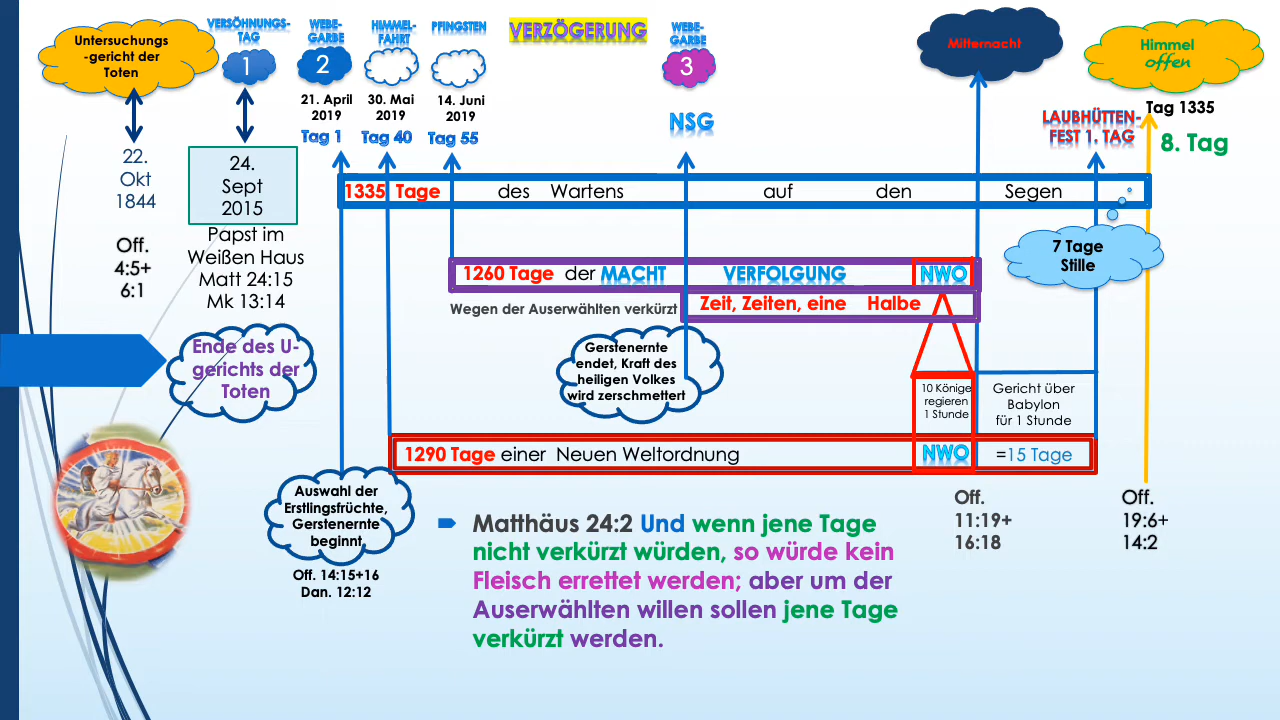 Untersuchungs
-gericht der
Toten
22.
Okt
1844
Off.
4:5+
6:1
VERSÖHNUNGS-
TAG
1
24.
Sept
2015
Papst im
Weißen Haus
Matt 24:15
Mk 13:14
Ende des U-
gerichts der
Toten
WEBE-
GARBE
2
21. April
2019
Tag 1
HIMMEL-
FAHRT
30. Mai
2019
Tag 40
PFINGSTEN
14. Juni
2019
Tag 55
VERZÖGERUNG
WEBE-
GARBE
3
NSG
Mitternacht
Himmel
offen
Tag 1335
LAUBHÜTTEN-
FEST 1. TAG
8. Tag
1335 Tage des Wartens auf den Segen
7 Tage
Stille
1260 Tage der MACHT VERFOLGUNG NWO
Wegen der Auserwählten verkürzt
Zeit, Zeiten, eine Halbe
Gerstenernte
endet, Kraft des
heiligen Volkes
wird zerschmettert
10 Könige
regieren
1 Stunde
Gericht über
Babylon
für 1 Stunde
1290 Tage einer Neuen Weltordnung NWO =15 Tage
Auswahl der
Erstlingsfrüchte,
Gerstenernte
beginnt
Off. 14:15+16
Dan. 12:12
Off.
11:19+
16:18
Off.
19:6+
14:2
Matthäus 24:2 Und wenn jene Tage
nicht verkürzt würden, so würde kein
Fleisch errettet werden; aber um der
Auserwählten willen sollen jene Tage
verkürzt werden.